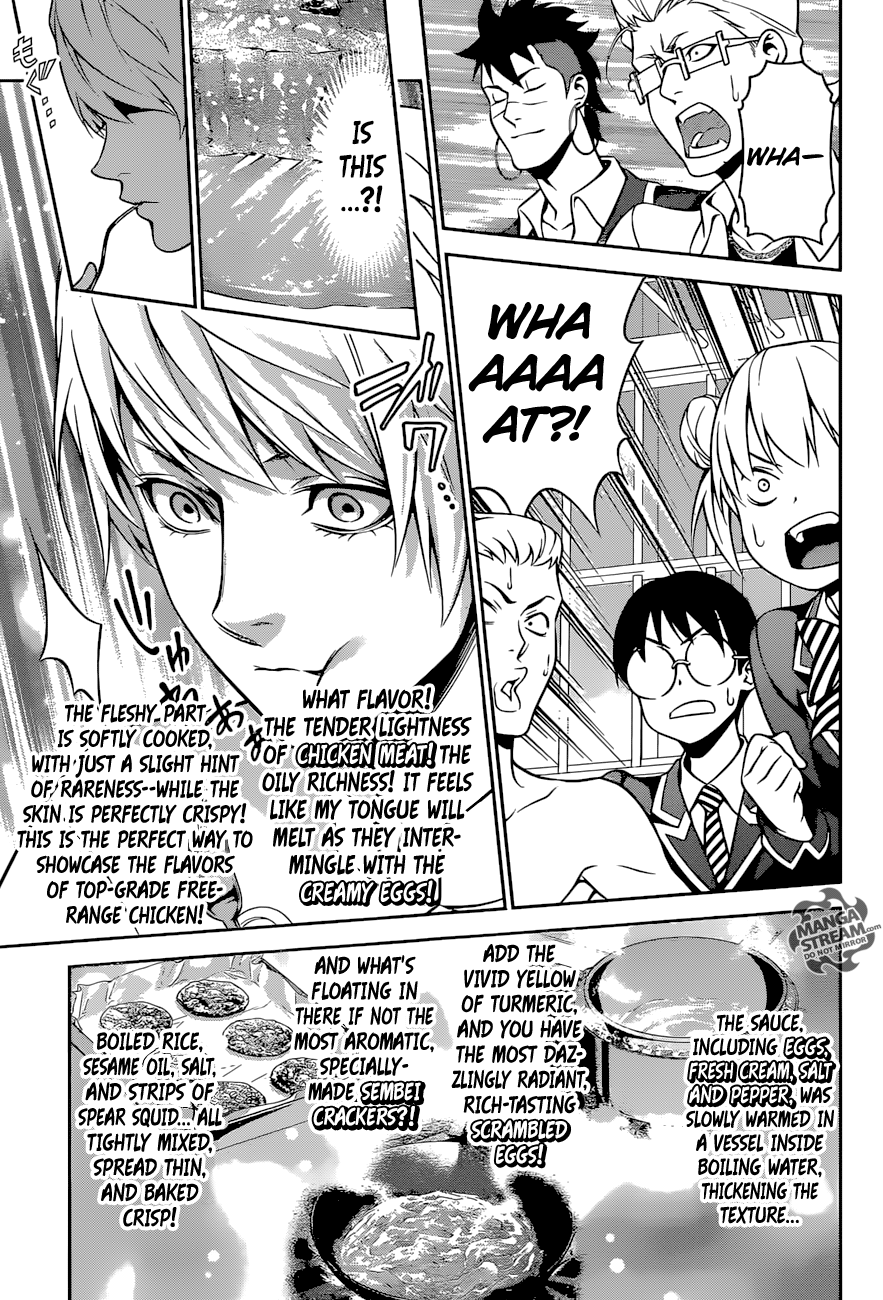 WHA—
IS
THIS
...?!
もぐ...
WHA
AAAA
AT?!
WHAT FLAVOR!
THE TENDER LIGHTNESS
OF CHICKEN MEAT! THE
OILY RICHNESS! IT FEELS
LIKE MY TONGUE WILL
MELT AS THEY INTER-
MINGLE WITH THE
CREAMY EGGS!
THE FLESHY PART
IS SOFTLY COOKED,
WITH JUST A SLIGHT HINT
OF RARENESS--WHILE THE
SKIN IS PERFECTLY CRISPY!
THIS IS THE PERFECT WAY TO
SHOWCASE THE FLAVORS
OF TOP-GRADE FREE-
RANGE CHICKEN!
MANGA
STREAM.com
DO NOT MIRROR
THE SAUCE,
INCLUDING EGGS,
FRESH CREAM, SALT
AND PEPPER, WAS
SLOWLY WARMED IN
A VESSEL INSIDE
BOILING WATER,
THICKENING THE
TEXTURE...
ADD THE
VIVID YELLOW
OF TURMERIC,
AND YOU HAVE
THE MOST DAZ-
ZLINGLY RADIANT,
RICH-TASTING
SCRAMBLED
EGGS!
AND WHAT'S
FLOATING IN
THERE IF NOT THE
MOST AROMATIC,
SPECIALLY-
MADE SEMBEI
CRACKERS?!
BOILED RICE,
SESAME OIL, SALT,
AND STRIPS OF
SPEAR SQUID... ALL
TIGHTLY MIXED,
SPREAD THIN,
AND BAKED
CRISP!